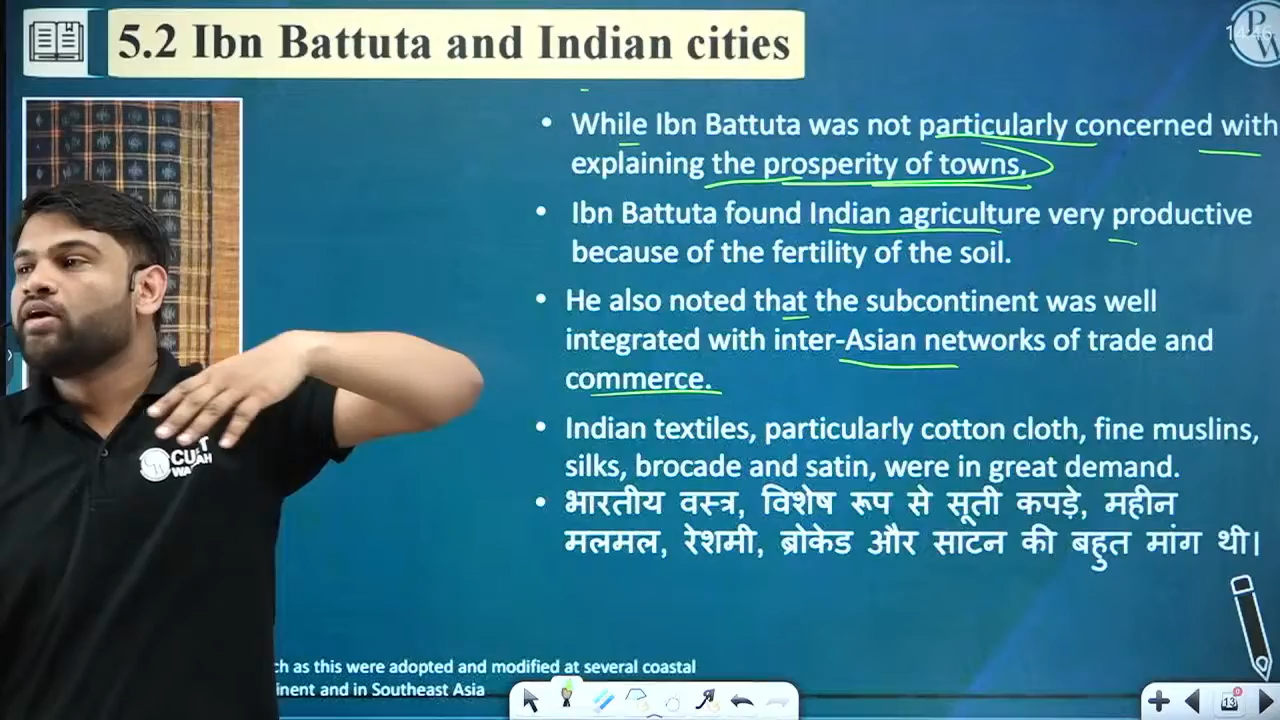 5.2 Ibn Battuta and Indian cities
• While Ibn Battuta was not particularly concerned with
explaining the prosperity of towns,
• Ibn Battuta found Indian agriculture very productive
because of the fertility of the soil.
• He also noted that the subcontinent was well
integrated with inter-Asian networks of trade and
commerce.
• Indian textiles, particularly cotton cloth, fine muslins,
silks, brocade and satin, were in great demand.
• भारतीय वस्त्र, विशेष रूप से सूती कपड़े, महीन
मलमल, रेशमी, ब्रोकेड और साटन की बहुत मांग थी।
as this were adopted and modified at several coastal
and in Southeast Asia
13